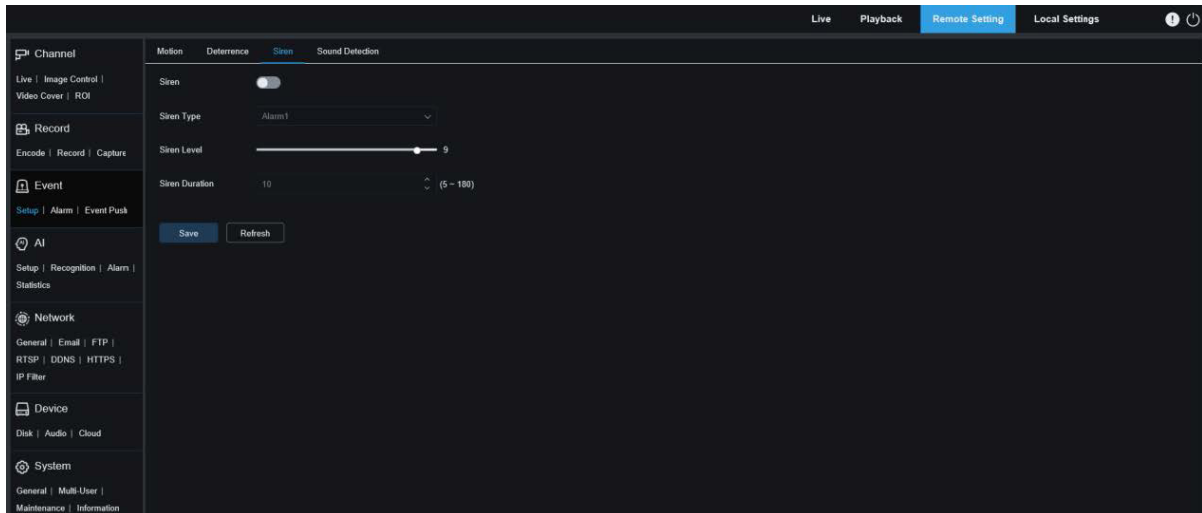 Live Playback Remote Setting Local Settings
Channel
Live | Image Control |
Video Cover | ROI
Record
Encode | Record | Capture
Event
Setup | Alarm | Event Push
AI
Setup | Recognition | Alarm |
Statistics
Network
General | Email | FTP |
RTSP | DDNS | HTTPS |
IP Filter
Device
Disk | Audio | Cloud
System
General | Multi-User |
Maintenance | Information
Motion Deterrence Siren Sound Detection
Siren
Siren Type Alarm1
Siren Level 9
Siren Duration 10 (5 ~ 180)
Save Refresh